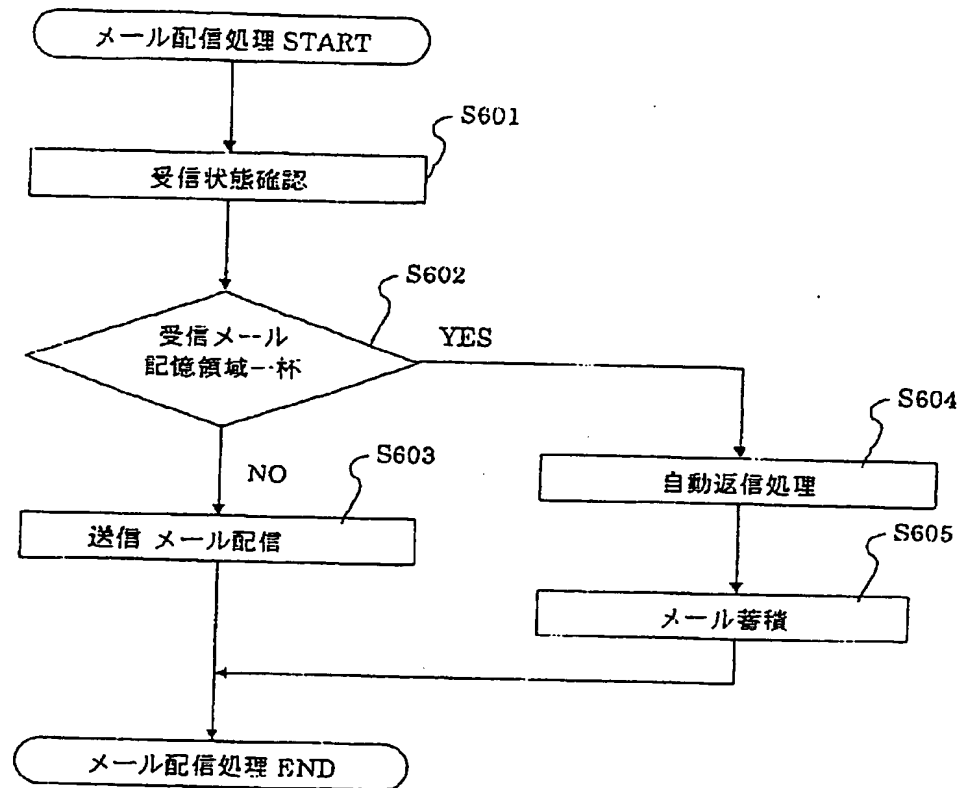 メール配信処理 START
S601
受信状態確認
S602
受信メール
記憶領域一杯
YES
NO
S603
送信 メール配信
S604
自動返信処理
S605
メール蓄積
メール配信処理 END